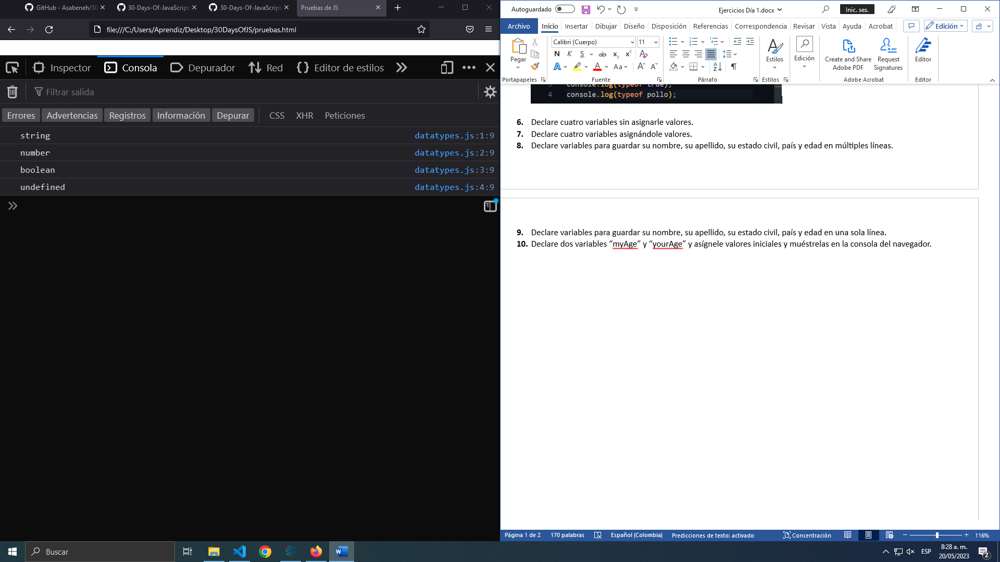 GitHub - Asabeneh/30
30-Days-Of-JavaScript
30-Days-Of-JavaScript/
Pruebas de JS
file:///C:/Users/Aprendiz/Desktop/30DaysOfJS/pruebas.html
Inspector
Consola
Depurador
Red
Editor de estilos
Filtrar salida
Errores
Advertencias
Registros
Información
Depurar
CSS
XHR
Peticiones
string datatypes.js:1:9
number datatypes.js:2:9
boolean datatypes.js:3:9
undefined datatypes.js:4:9
Autoguardado
Ejercicios Día 1.docx
Inic. ses.
Archivo
Inicio
Insertar
Dibujar
Diseño
Disposición
Referencias
Correspondencia
Revisar
Vista
Ayuda
Acrobat
Edición
Pegar
Portapapeles
Calibri (Cuerpo)
11
N K S ab x₂ x²
A A Aa A A
Fuente
Párrafo
Estilos
Estilos
Edición
Create and Share
Adobe PDF
Request
Signatures
Adobe Acrobat
Editor
Editor
3 console.log(typeof true);
4 console.log(typeof pollo);
6. Declare cuatro variables sin asignarle valores.
7. Declare cuatro variables asignándole valores.
8. Declare variables para guardar su nombre, su apellido, su estado civil, país y edad en múltiples líneas.
9. Declare variables para guardar su nombre, su apellido, su estado civil, país y edad en una sola línea.
10. Declare dos variables “myAge” y “yourAge” y asígnele valores iniciales y muéstrelas en la consola del navegador.
Página 1 de 2
170 palabras
Español (Colombia)
Predicciones de texto: activado
Concentración
116%
Buscar
ESP
8:28 a. m.
20/05/2023
2